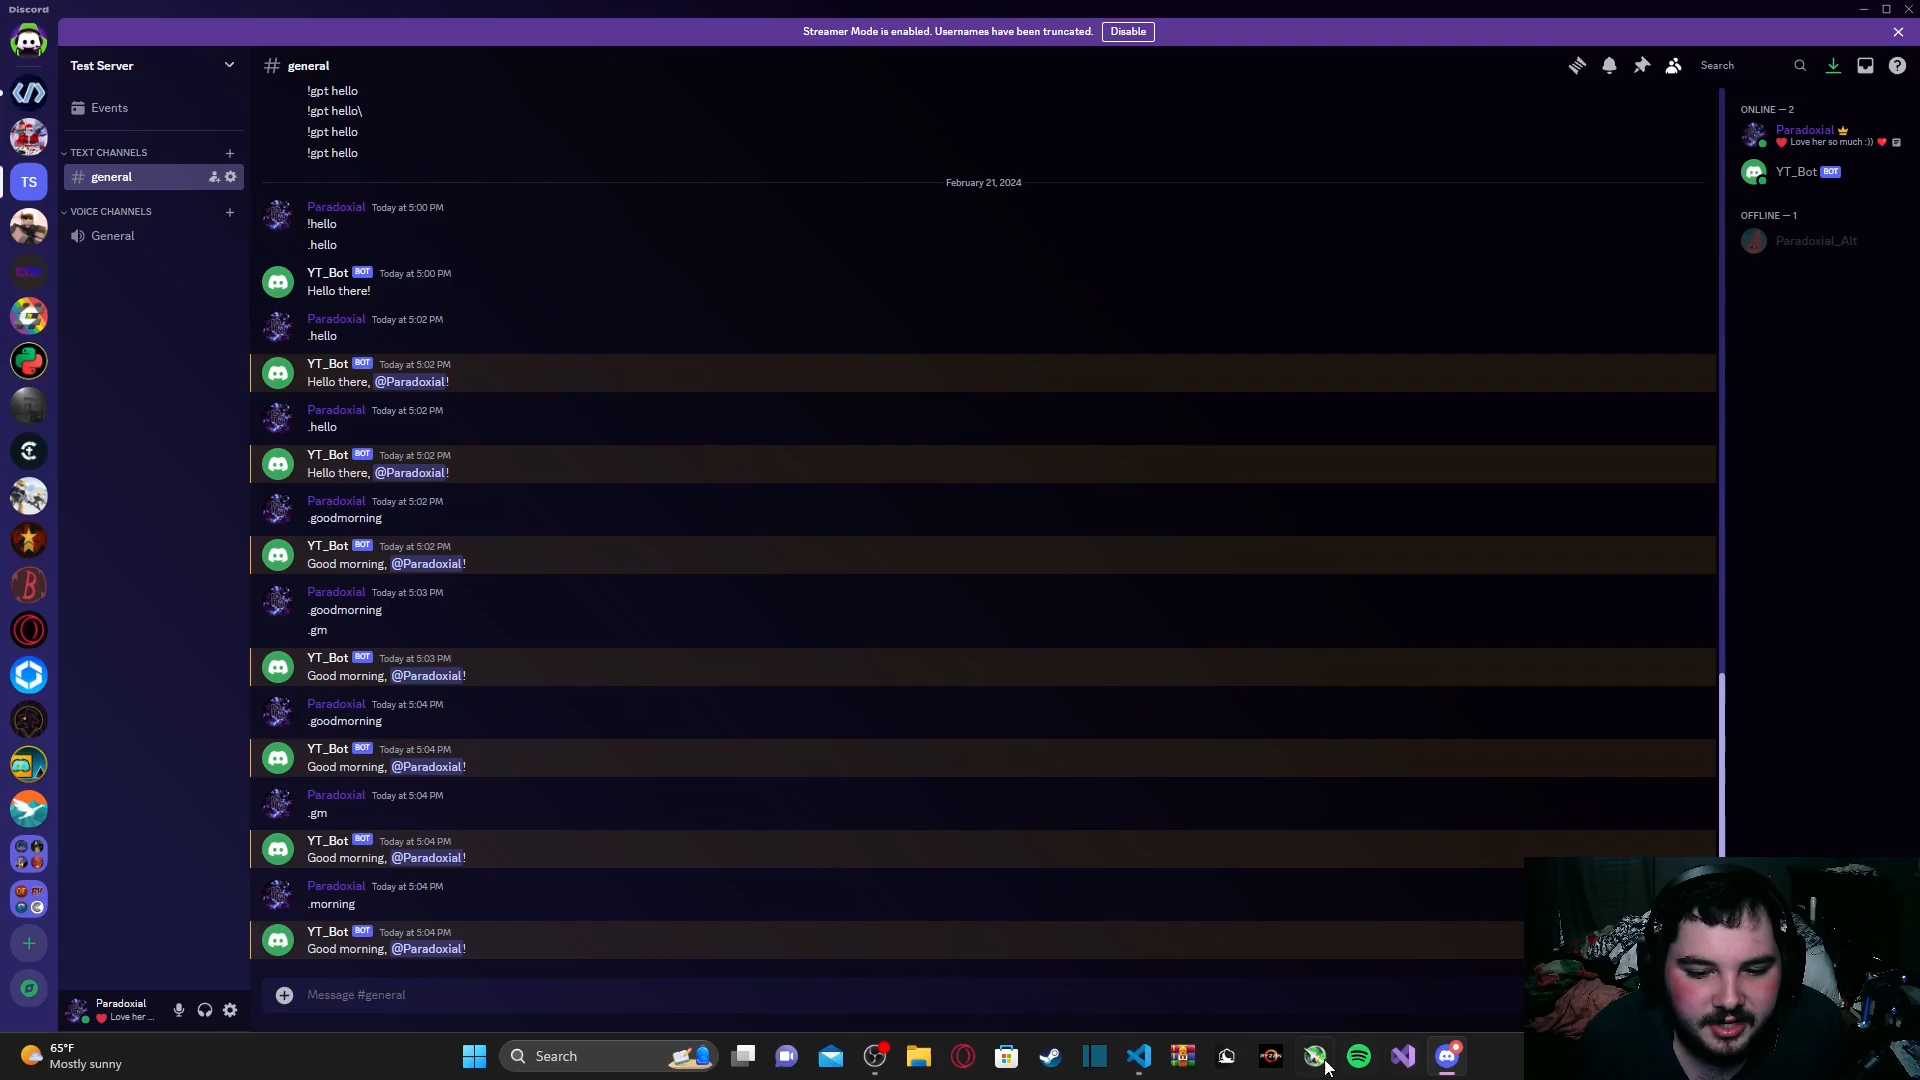 Discord
Streamer Mode is enabled. Usernames have been truncated. Disable
Test Server
general
Search
Events
TEXT CHANNELS
general
VOICE CHANNELS
General
!gpt hello
!gpt hello\
!gpt hello
!gpt hello
February 21, 2024
Paradoxial Today at 5:00 PM
!hello
.hello
YT_Bot BOT Today at 5:00 PM
Hello there!
Paradoxial Today at 5:02 PM
.hello
YT_Bot BOT Today at 5:02 PM
Hello there, @Paradoxial!
Paradoxial Today at 5:02 PM
.hello
YT_Bot BOT Today at 5:02 PM
Hello there, @Paradoxial!
Paradoxial Today at 5:02 PM
.goodmorning
YT_Bot BOT Today at 5:02 PM
Good morning, @Paradoxial!
Paradoxial Today at 5:03 PM
.goodmorning
.gm
YT_Bot BOT Today at 5:03 PM
Good morning, @Paradoxial!
Paradoxial Today at 5:04 PM
.goodmorning
YT_Bot BOT Today at 5:04 PM
Good morning, @Paradoxial!
Paradoxial Today at 5:04 PM
.gm
YT_Bot BOT Today at 5:04 PM
Good morning, @Paradoxial!
Paradoxial Today at 5:04 PM
.morning
YT_Bot BOT Today at 5:04 PM
Good morning, @Paradoxial!
Message #general
ONLINE — 2
Paradoxial
Love her so much :))
YT_Bot BOT
OFFLINE — 1
Paradoxial_Alt
TS
Paradoxial
Love her ...
65°F
Mostly sunny
Search
RYZEN